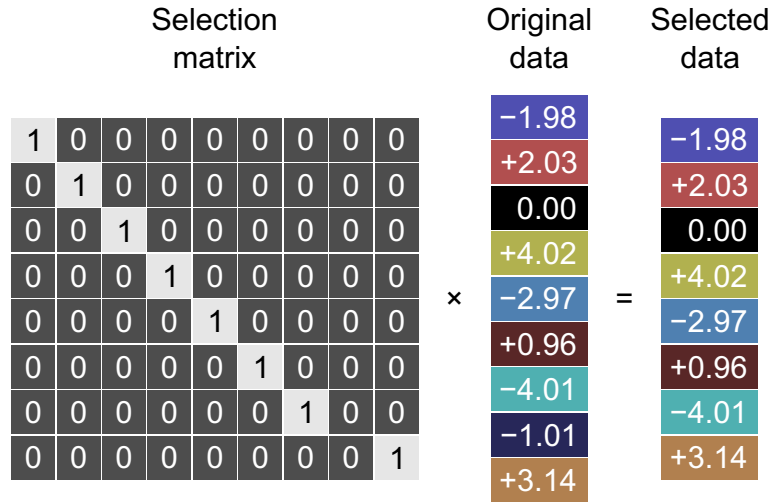 Selection
matrix
Original
data
Selected
data
1 0 0 0 0 0 0 0 0
0 1 0 0 0 0 0 0 0
0 0 1 0 0 0 0 0 0
0 0 0 1 0 0 0 0 0
0 0 0 0 1 0 0 0 0
0 0 0 0 0 1 0 0 0
0 0 0 0 0 0 1 0 0
0 0 0 0 0 0 0 0 1
×
−1.98
+2.03
0.00
+4.02
−2.97
+0.96
−4.01
−1.01
+3.14
=
−1.98
+2.03
0.00
+4.02
−2.97
+0.96
−4.01
+3.14